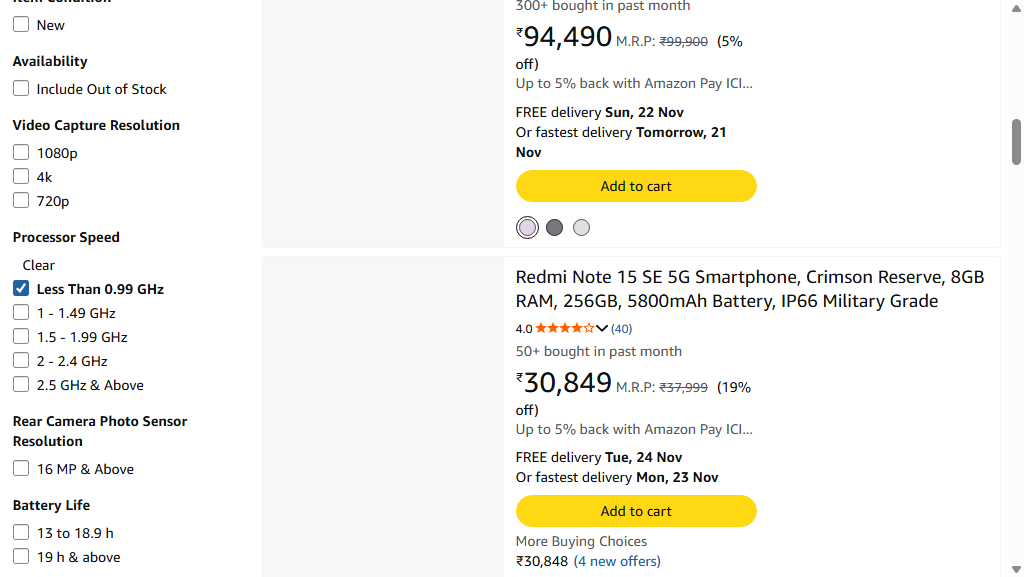 New
Availability
Include Out of Stock
Video Capture Resolution
1080p
4k
720p
Processor Speed
Clear
Less Than 0.99 GHz
1 - 1.49 GHz
1.5 - 1.99 GHz
2 - 2.4 GHz
2.5 GHz & Above
Rear Camera Photo Sensor
Resolution
16 MP & Above
Battery Life
13 to 18.9 h
19 h & above
300+ bought in past month
₹94,490 M.R.P: ₹99,900 (5%
off)
Up to 5% back with Amazon Pay ICI...
FREE delivery Sun, 22 Nov
Or fastest delivery Tomorrow, 21
Nov
Add to cart
Redmi Note 15 SE 5G Smartphone, Crimson Reserve, 8GB
RAM, 256GB, 5800mAh Battery, IP66 Military Grade
4.0 (40)
50+ bought in past month
₹30,849 M.R.P: ₹37,999 (19%
off)
Up to 5% back with Amazon Pay ICI...
FREE delivery Tue, 24 Nov
Or fastest delivery Mon, 23 Nov
Add to cart
More Buying Choices
₹30,848 (4 new offers)